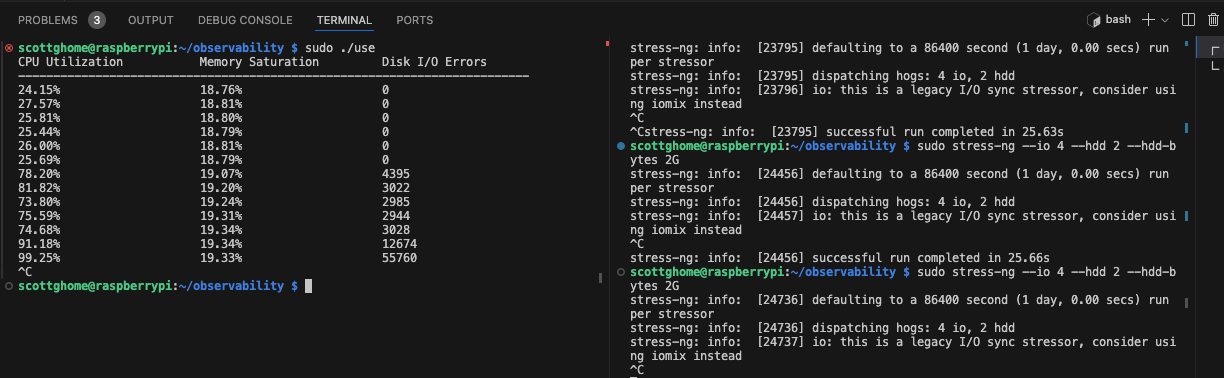 PROBLEMS 3 OUTPUT DEBUG CONSOLE TERMINAL PORTS bash
scottghome@raspberrypi:~/observability $ sudo ./use
CPU Utilization Memory Saturation Disk I/O Errors
-------------------------------------------------------------------------
24.15% 18.76% 0
27.57% 18.81% 0
25.81% 18.80% 0
25.44% 18.79% 0
26.00% 18.81% 0
25.69% 18.79% 0
78.20% 19.07% 4395
81.82% 19.20% 3022
73.80% 19.24% 2985
75.59% 19.31% 2944
74.68% 19.34% 3028
91.18% 19.34% 12674
99.25% 19.33% 55760
^C
scottghome@raspberrypi:~/observability $
stress-ng: info:  [23795] defaulting to a 86400 second (1 day, 0.00 secs) run
per stressor
stress-ng: info:  [23795] dispatching hogs: 4 io, 2 hdd
stress-ng: info:  [23796] io: this is a legacy I/O sync stressor, consider usi
ng iomix instead
^C
^Cstress-ng: info:  [23795] successful run completed in 25.63s
scottghome@raspberrypi:~/observability $ sudo stress-ng --io 4 --hdd 2 --hdd-b
ytes 2G
stress-ng: info:  [24456] defaulting to a 86400 second (1 day, 0.00 secs) run
per stressor
stress-ng: info:  [24456] dispatching hogs: 4 io, 2 hdd
stress-ng: info:  [24457] io: this is a legacy I/O sync stressor, consider usi
ng iomix instead
^C
stress-ng: info:  [24456] successful run completed in 25.66s
scottghome@raspberrypi:~/observability $ sudo stress-ng --io 4 --hdd 2 --hdd-b
ytes 2G
stress-ng: info:  [24736] defaulting to a 86400 second (1 day, 0.00 secs) run
per stressor
stress-ng: info:  [24736] dispatching hogs: 4 io, 2 hdd
stress-ng: info:  [24737] io: this is a legacy I/O sync stressor, consider usi
ng iomix instead
^C